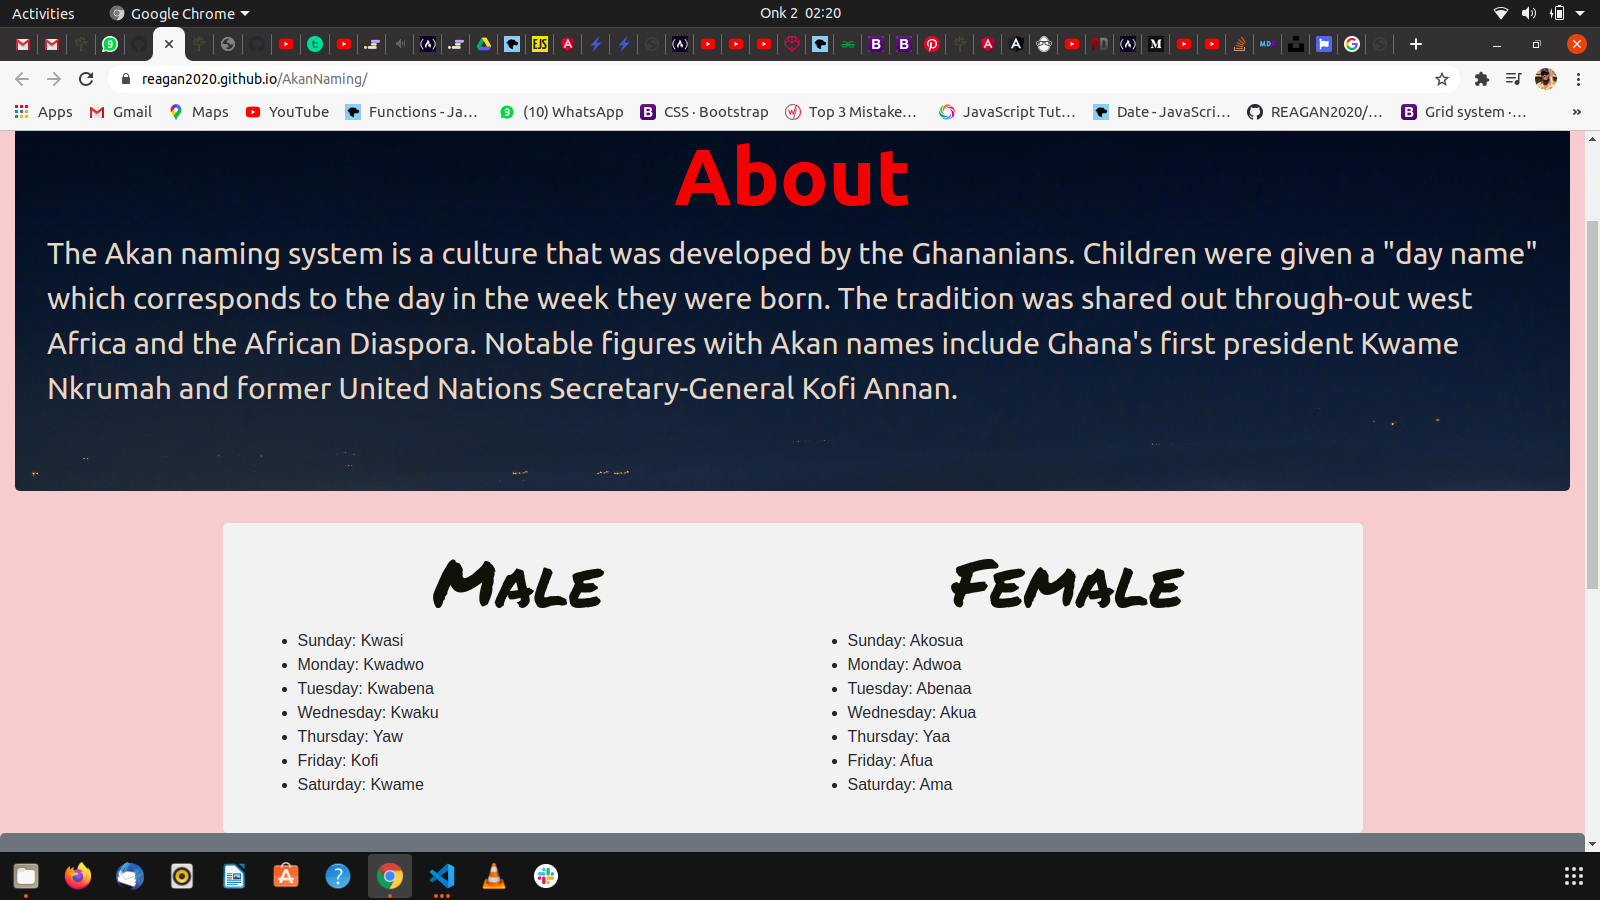 Activities Google Chrome Onk 2 02:20
reagan2020.github.io/AkanNaming/
Apps Gmail Maps YouTube Functions - Ja... (10) WhatsApp CSS · Bootstrap Top 3 Mistake... JavaScript Tut... Date - JavaScri... REAGAN2020/... Grid system ·... »
About
The Akan naming system is a culture that was developed by the Ghananians. Children were given a "day name"
which corresponds to the day in the week they were born. The tradition was shared out through-out west
Africa and the African Diaspora. Notable figures with Akan names include Ghana's first president Kwame
Nkrumah and former United Nations Secretary-General Kofi Annan.
Male
Sunday: Kwasi
Monday: Kwadwo
Tuesday: Kwabena
Wednesday: Kwaku
Thursday: Yaw
Friday: Kofi
Saturday: Kwame
Female
Sunday: Akosua
Monday: Adwoa
Tuesday: Abenaa
Wednesday: Akua
Thursday: Yaa
Friday: Afua
Saturday: Ama